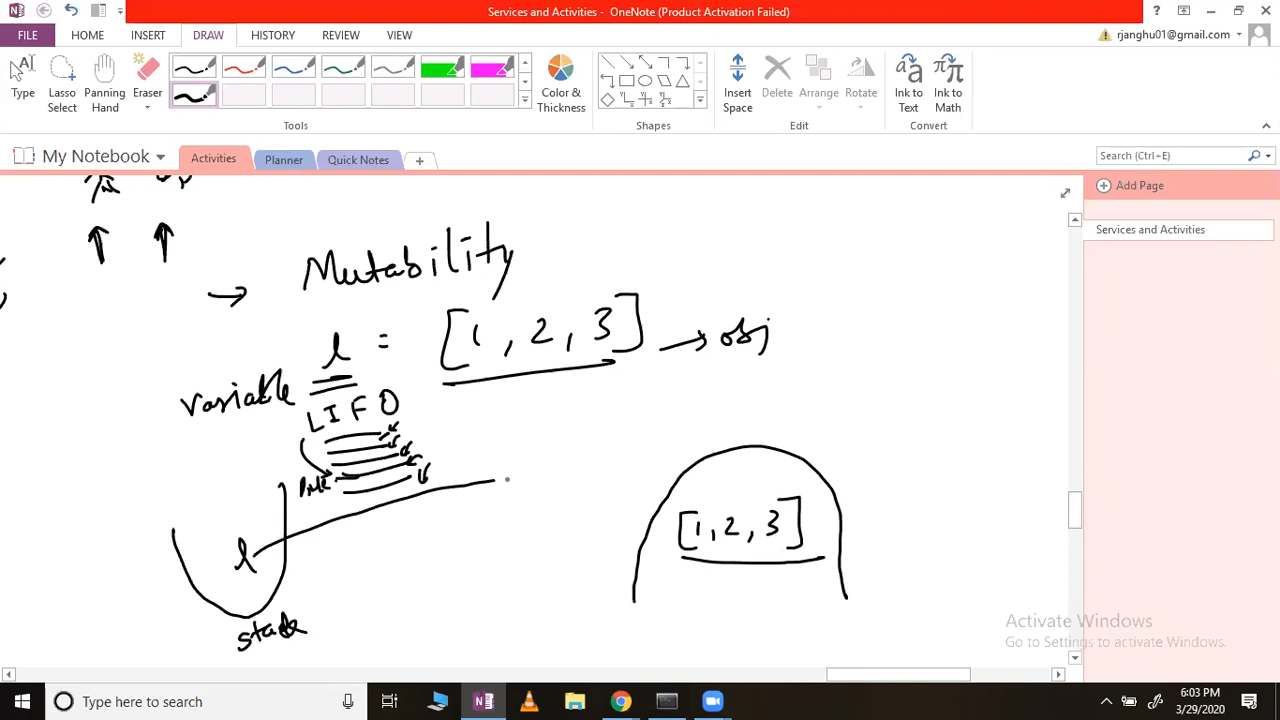 Services and Activities - OneNote (Product Activation Failed)
FILE HOME INSERT DRAW HISTORY REVIEW VIEW
rjanghu01@gmail.com
Type Lasso Select Panning Hand Eraser
Color & Thickness
Insert Space Delete Arrange Rotate
Ink to Text Ink to Math
Tools Shapes Edit Convert
My Notebook Activities Planner Quick Notes
Search (Ctrl+E)
Add Page
Services and Activities
→ Mutability
l = [1, 2, 3] → obj
variable
LIFO
l
[1, 2, 3]
stack
Activate Windows
Go to Settings to activate Windows.
Type here to search
6:03 PM
3/29/2020